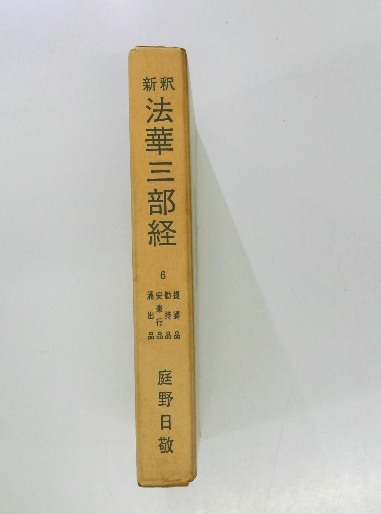 新釈
法華三部経
6
提婆品
勧持品
安楽行品
涌出品
庭野日敬